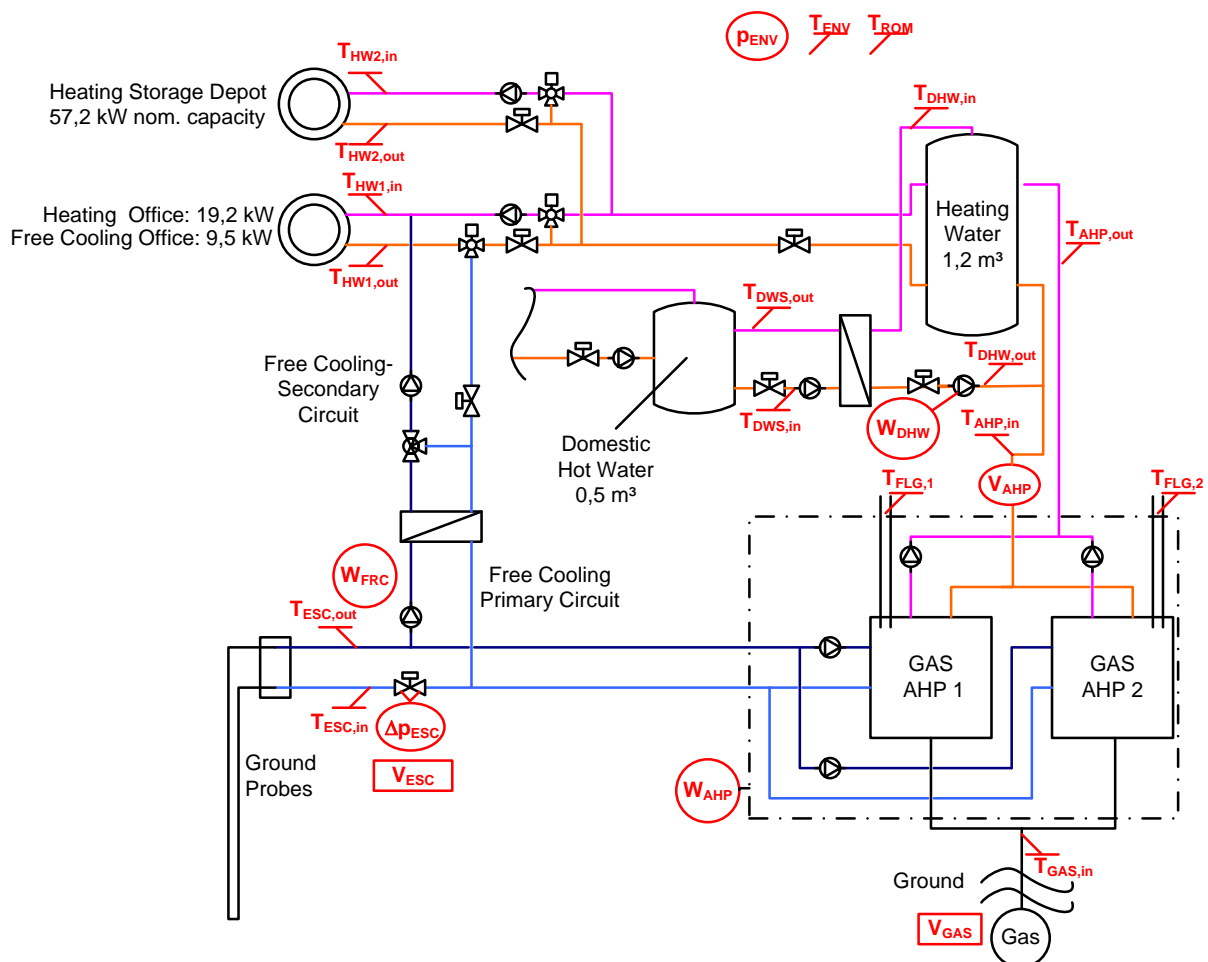 pENV
TENV
TROM
THW2,in
Heating Storage Depot
57,2 kW nom. capacity
TDHW,in
THW2,out
THW1,in
Heating  Office: 19,2 kW
Free Cooling Office: 9,5 kW
THW1,out
Heating
Water
1,2 m³
TAHP,out
TDWS,out
Free Cooling-
Secondary
Circuit
TDHW,out
TDWS,in
WDHW
TAHP,in
Domestic
Hot Water
0,5 m³
VAHP
TFLG,1
TFLG,2
WFRC
Free Cooling
Primary Circuit
TESC,out
GAS
AHP 1
GAS
AHP 2
TESC,in
ΔpESC
Ground
Probes
VESC
WAHP
TGAS,in
Ground
VGAS
Gas